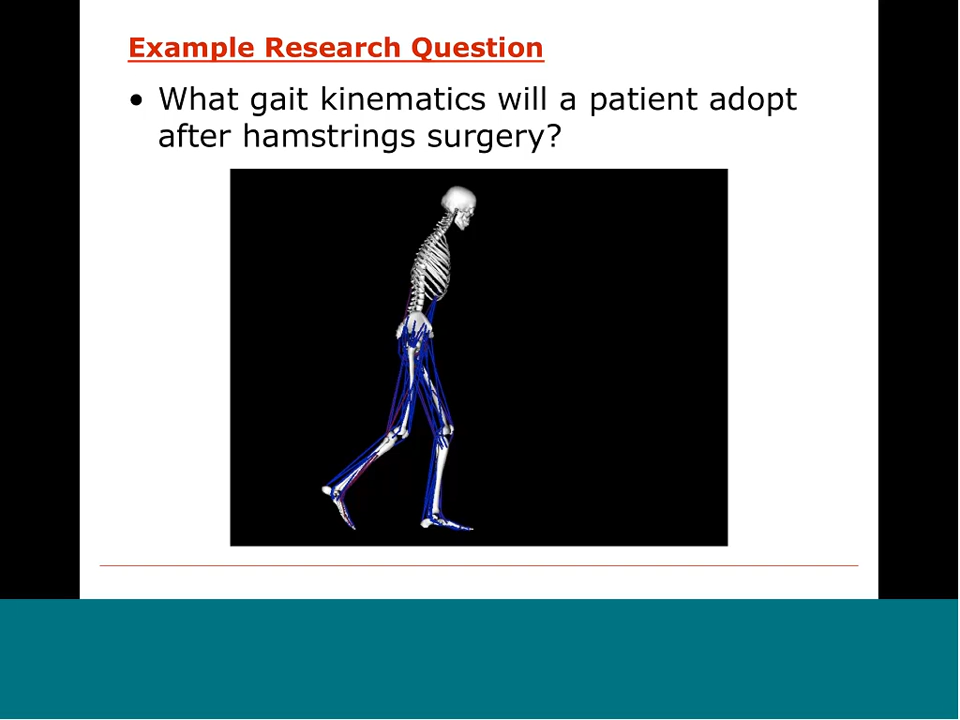 Example Research Question
• What gait kinematics will a patient adopt
after hamstrings surgery?